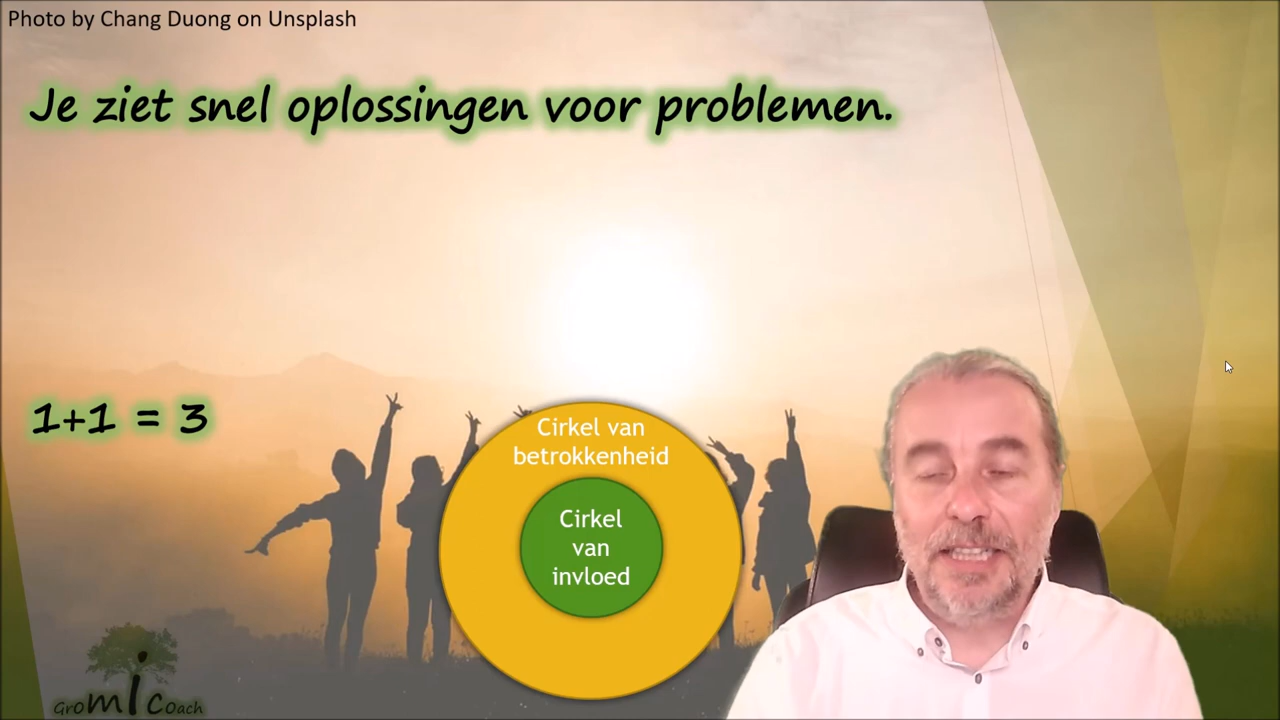 Photo by Chang Duong on Unsplash
Je ziet snel oplossingen voor problemen.
1+1 = 3
Cirkel van
betrokkenheid
Cirkel
van
invloed
GroMiCoach